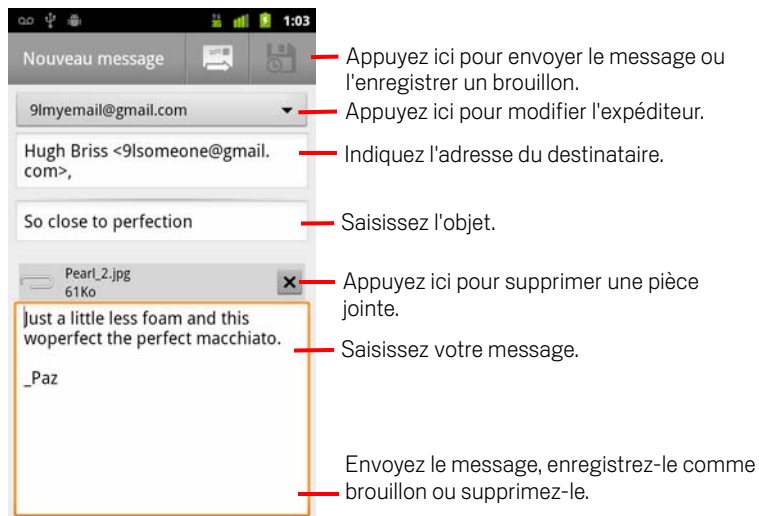 1:03
Nouveau message
Appuyez ici pour envoyer le message ou
l'enregistrer un brouillon.
9lmyemail@gmail.com
Appuyez ici pour modifier l'expéditeur.
Hugh Briss <9lsomeone@gmail.
com>,
Indiquez l'adresse du destinataire.
So close to perfection
Saisissez l'objet.
Pearl_2.jpg
61Ko
Appuyez ici pour supprimer une pièce
jointe.
Just a little less foam and this
woperfect the perfect macchiato.
_Paz
Saisissez votre message.
Envoyez le message, enregistrez-le comme
brouillon ou supprimez-le.